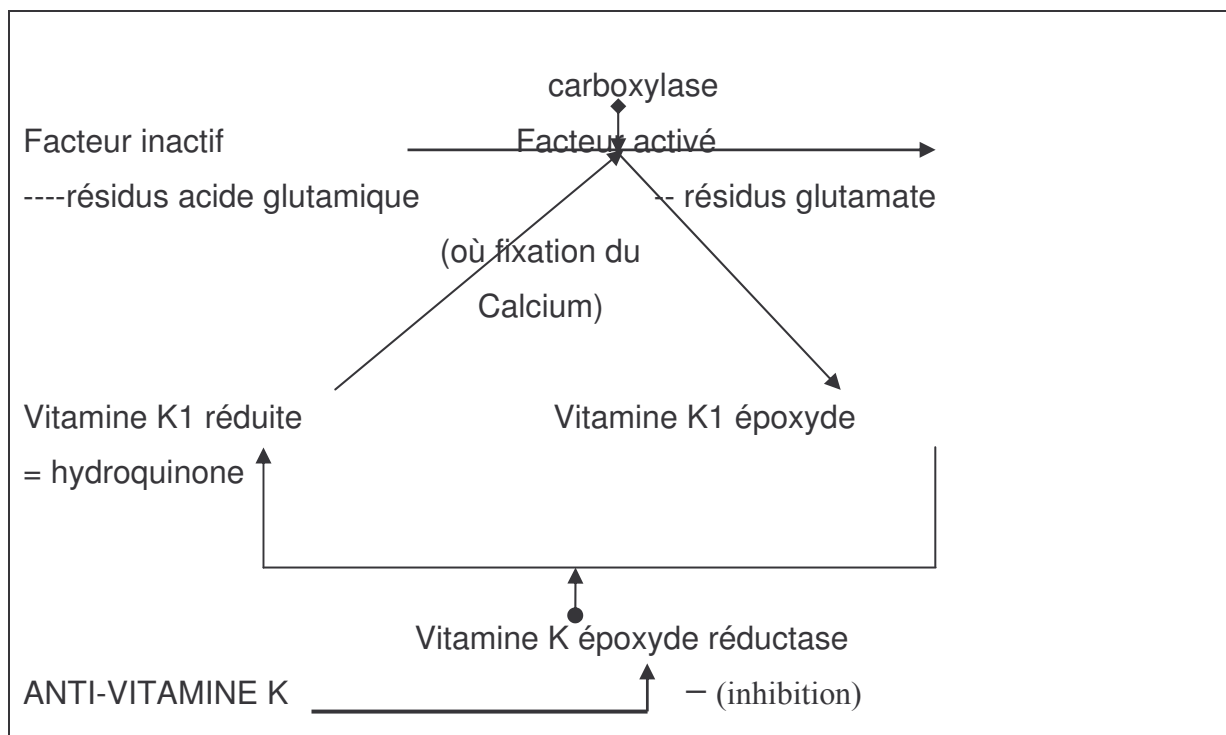 carboxylase
Facteur inactif Facteur activé
----résidus acide glutamique -- résidus glutamate
(où fixation du
Calcium)
Vitamine K1 réduite Vitamine K1 époxyde
= hydroquinone
Vitamine K époxyde réductase
ANTI-VITAMINE K – (inhibition)